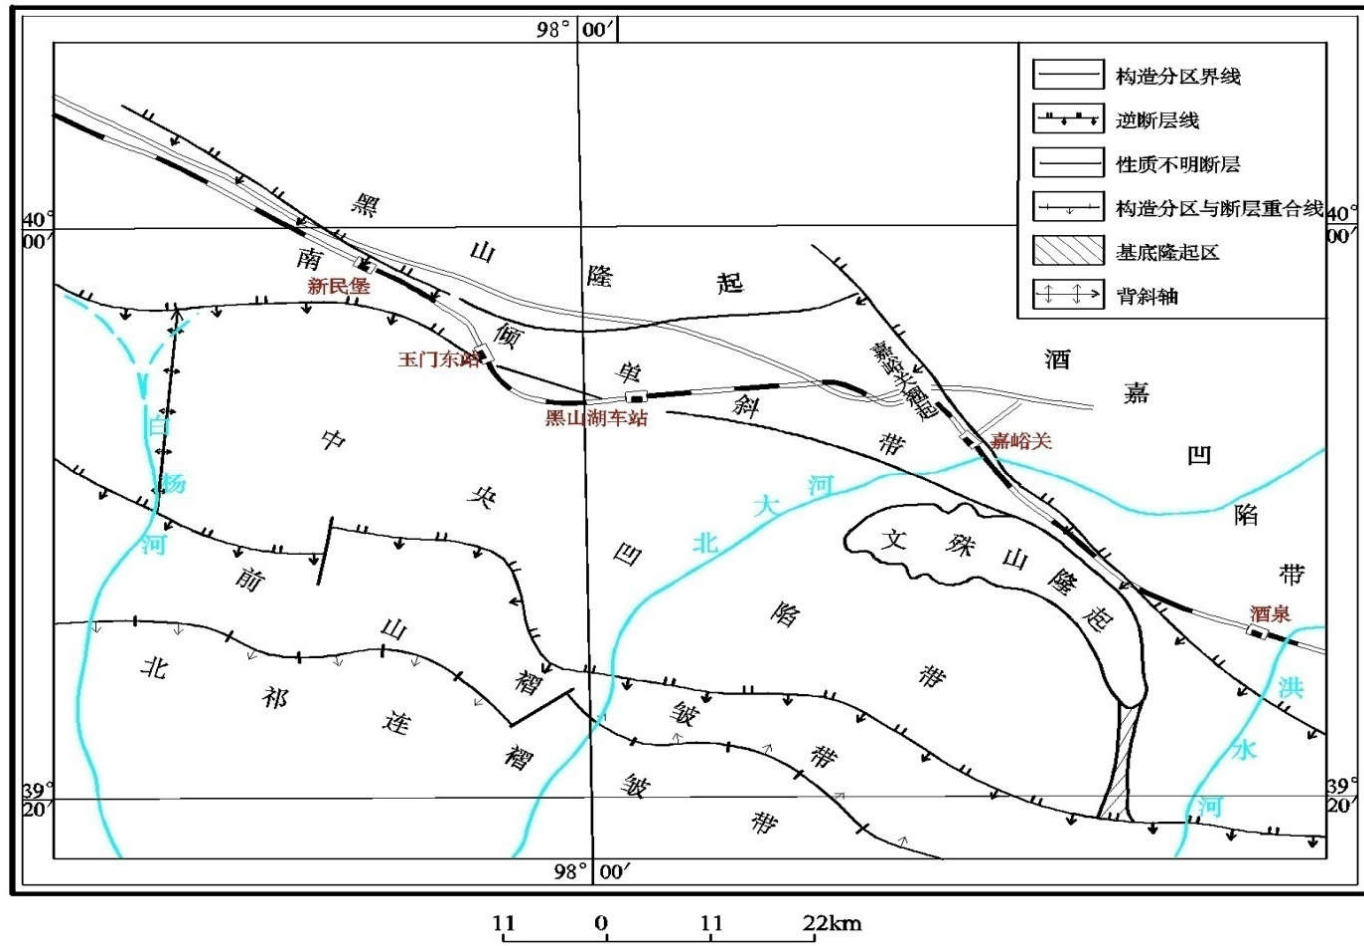 98° 00′
构造分区界线
逆断层线
性质不明断层
构造分区与断层重合线
基底隆起区
背斜轴
40°
00′
40°
00′
黑山隆起
南倾单斜带
新民堡
玉门东站
黑山湖车站
嘉峪关翘起
嘉峪关
酒嘉凹陷带
中央凹陷带
白杨河
北大河
文殊山隆起
酒泉
洪水河
前山褶皱带
北祁连褶皱带
39°
20′
39°
20′
98° 00′
11 0 11 22km